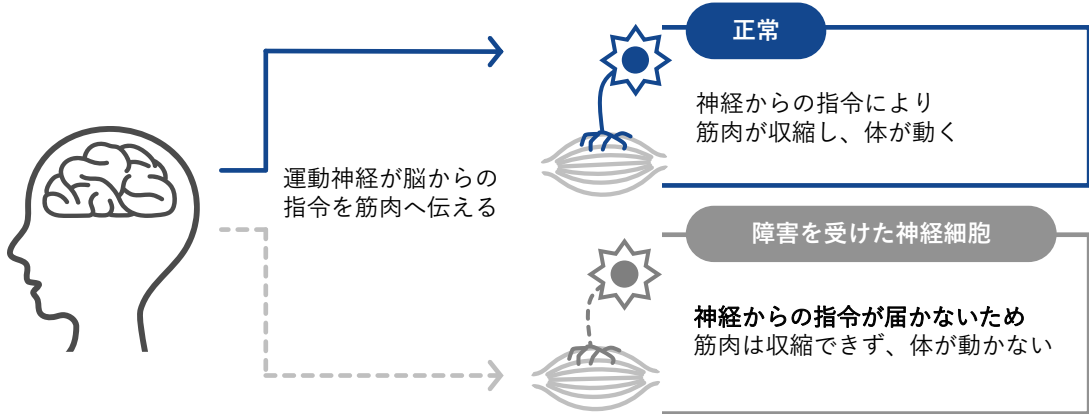 正常
神経からの指令により
筋肉が収縮し、体が動く
運動神経が脳からの
指令を筋肉へ伝える
障害を受けた神経細胞
神経からの指令が届かないため
筋肉は収縮できず、体が動かない